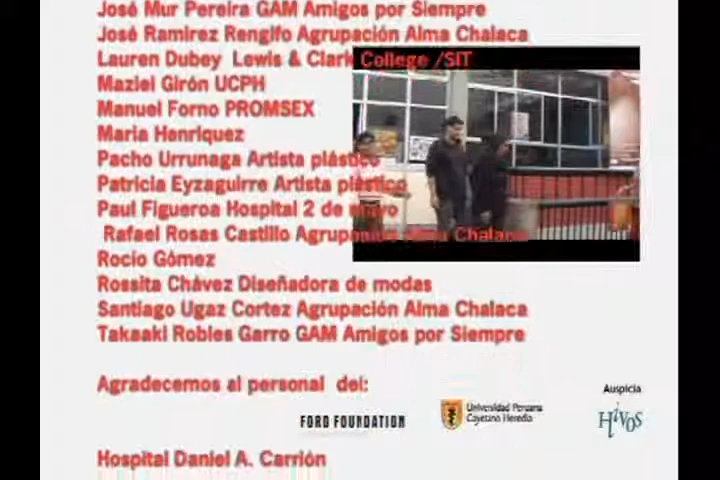 José Mur Pereira GAM Amigos por Siempre
José Ramirez Rengifo Agrupación Alma Chalaca
Lauren Dubey Lewis & Clark College /SIT
Maziel Girón UCPH
Manuel Forno PROMSEX
Maria Henriquez
Pacho Urrunaga Artista plástico
Patricia Eyzaguirre Artista plástico
Paul Figueroa Hospital 2 de mayo
Rafael Rosas Castillo Agrupación Alma Chalaca
Rocio Gómez
Rossita Chávez Diseñadora de modas
Santiago Ugaz Cortez Agrupación Alma Chalaca
Takaaki Robles Garro GAM Amigos por Siempre
Agradecemos al personal del:
Auspicia
FORD FOUNDATION
Universidad Peruana
Cayetano Heredia
Hivos
Hospital Daniel A. Carrión